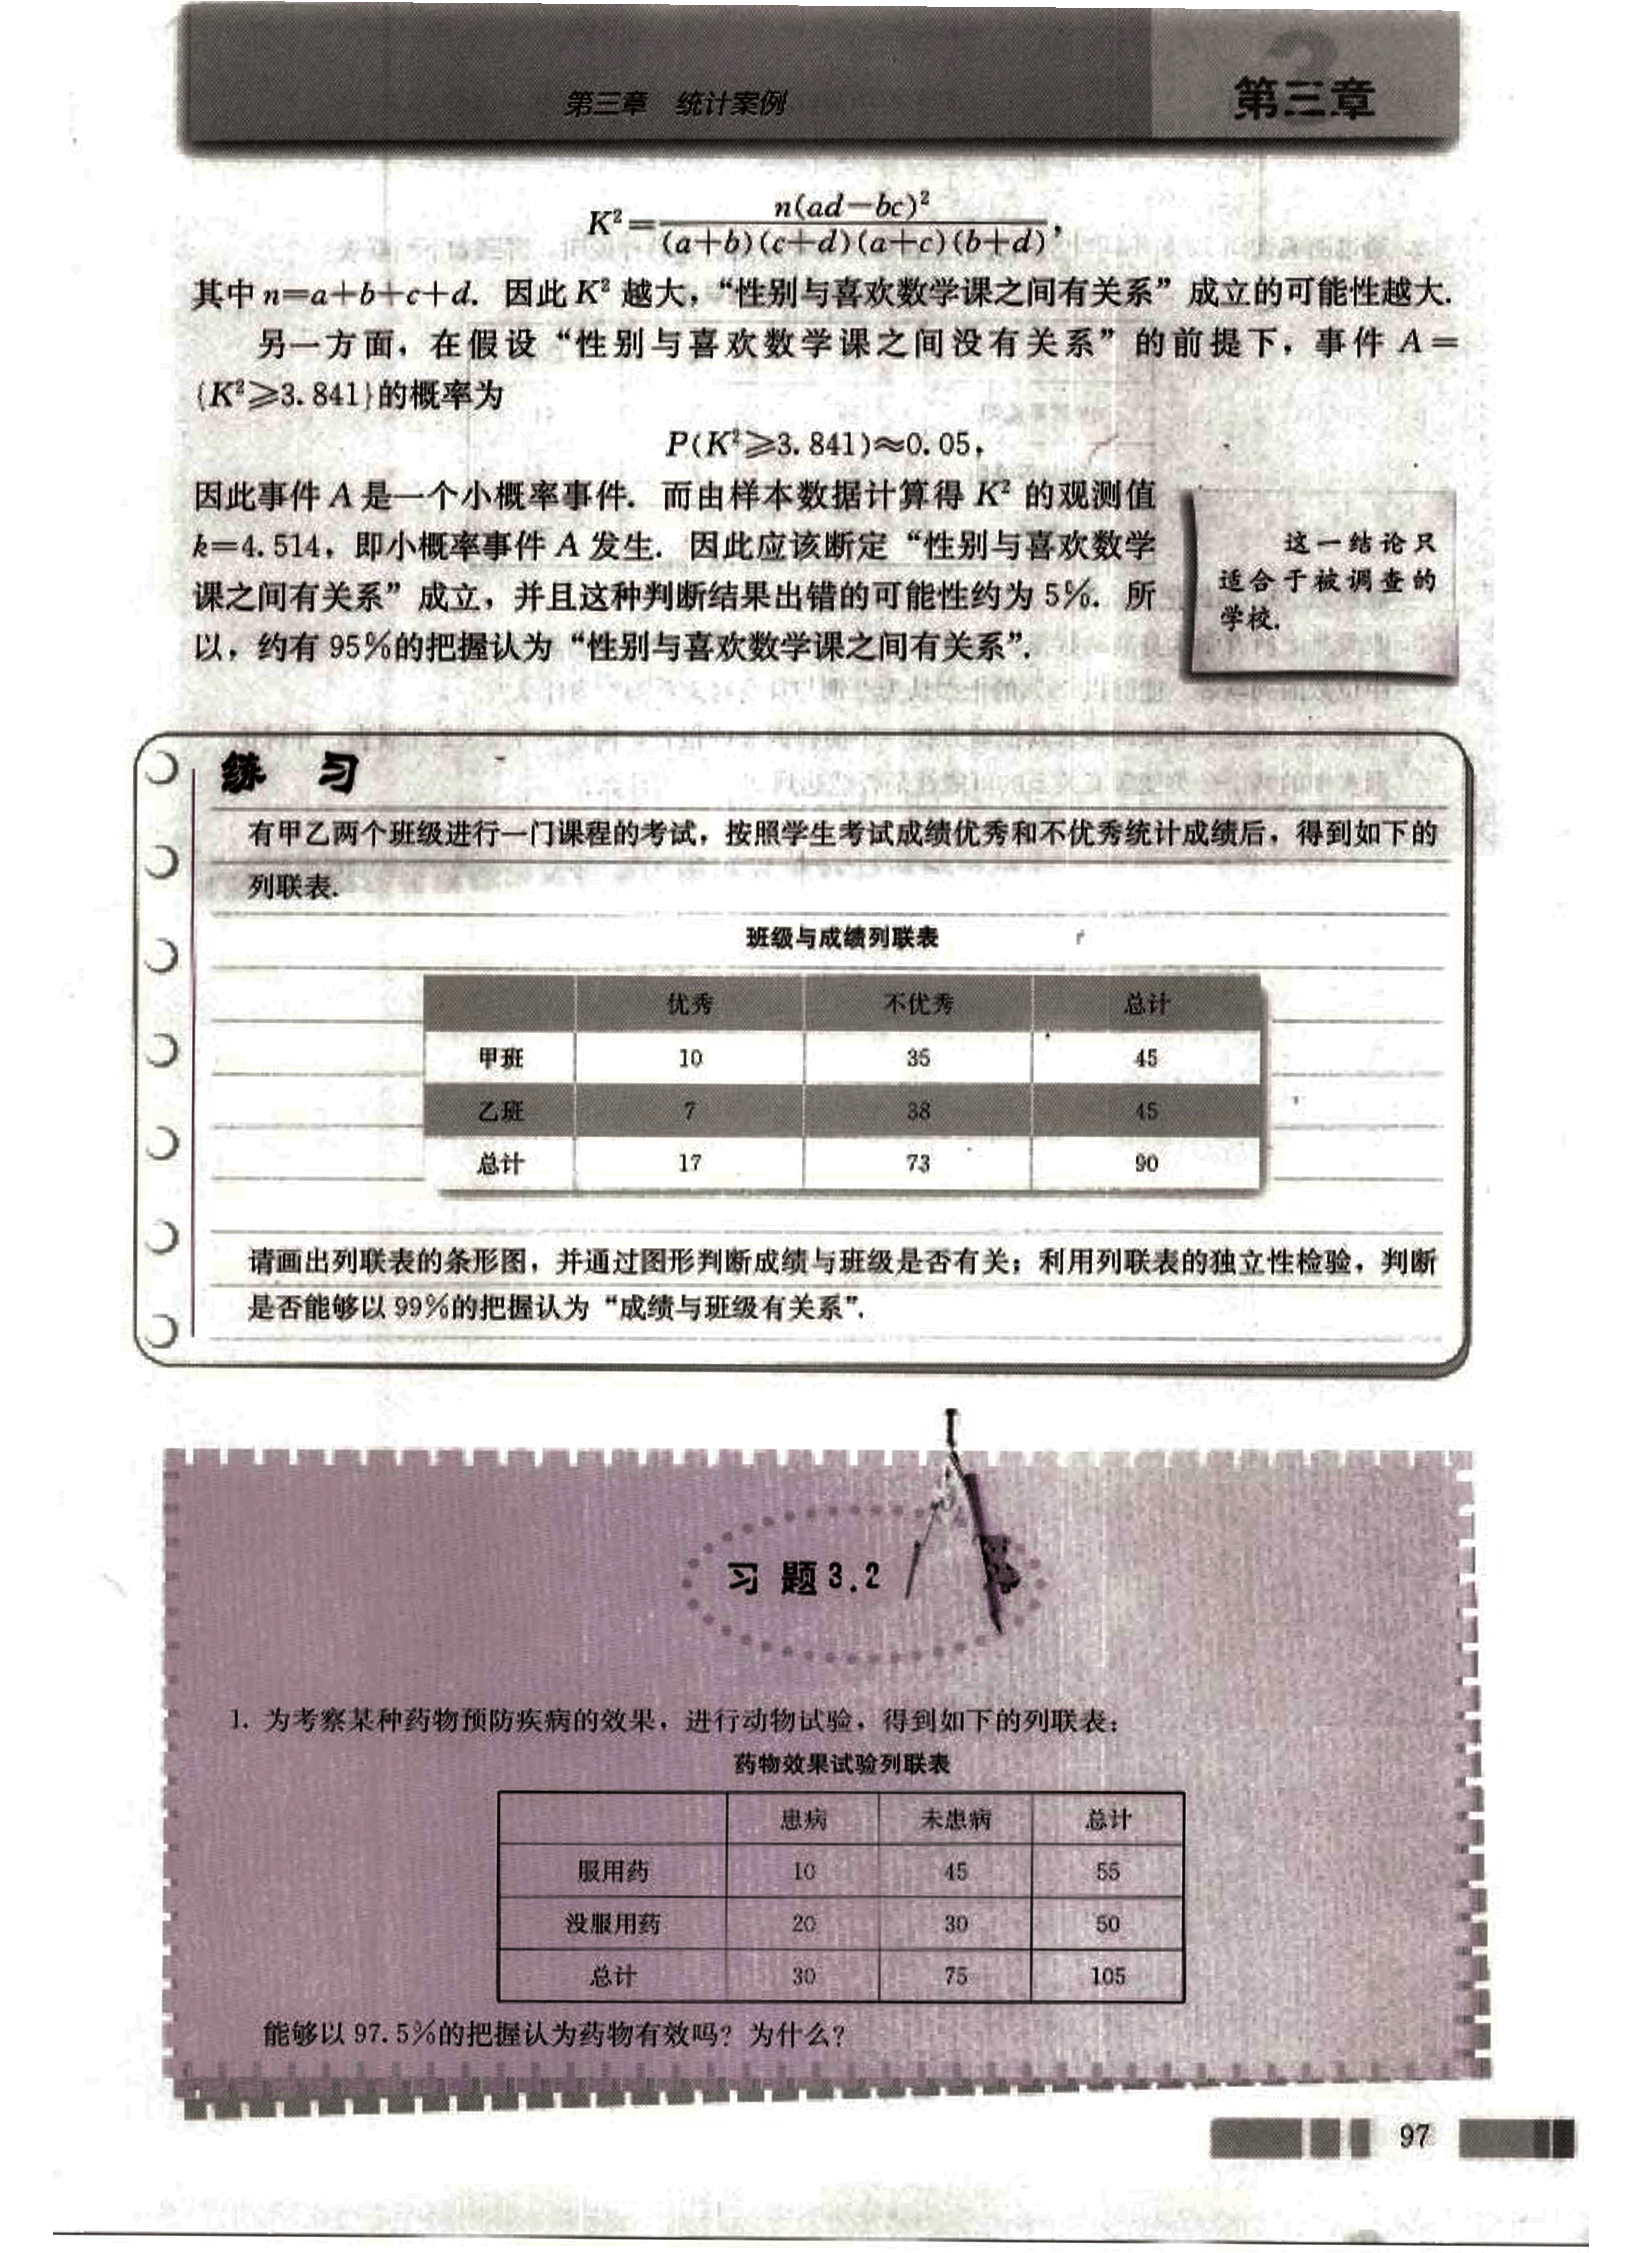 第三章 统计案例
第三章
K²=n(ad-bc)²/(a+b)(c+d)(a+c)(b+d),
其中n=a+b+c+d. 因此K²越大,“性别与喜欢数学课之间有关系”成立的可能性越大.
另一方面,在假设“性别与喜欢数学课之间没有关系”的前提下,事件A=
{K²⩾3.841}的概率为
P(K²⩾3.841)≈0.05,
因此事件A是一个小概率事件. 而由样本数据计算得K²的观测值
k=4.514,即小概率事件A发生. 因此应该断定“性别与喜欢数学
课之间有关系”成立,并且这种判断结果出错的可能性约为5%. 所
以,约有95%的把握认为“性别与喜欢数学课之间有关系”.
这一结论只
适合于被调查的
学校.
练 习
有甲乙两个班级进行一门课程的考试,按照学生考试成绩优秀和不优秀统计成绩后,得到如下的
列联表.
班级与成绩列联表
优秀 不优秀 总计
甲班 10 35 45
乙班 7 38 45
总计 17 73 90
请画出列联表的条形图,并通过图形判断成绩与班级是否有关;利用列联表的独立性检验,判断
是否能够以99%的把握认为“成绩与班级有关系”.
习 题3.2
1. 为考察某种药物预防疾病的效果,进行动物试验,得到如下的列联表:
药物效果试验列联表
患病 未患病 总计
服用药 10 45 55
没服用药 20 30 50
总计 30 75 105
能够以97.5%的把握认为药物有效吗?为什么?
97